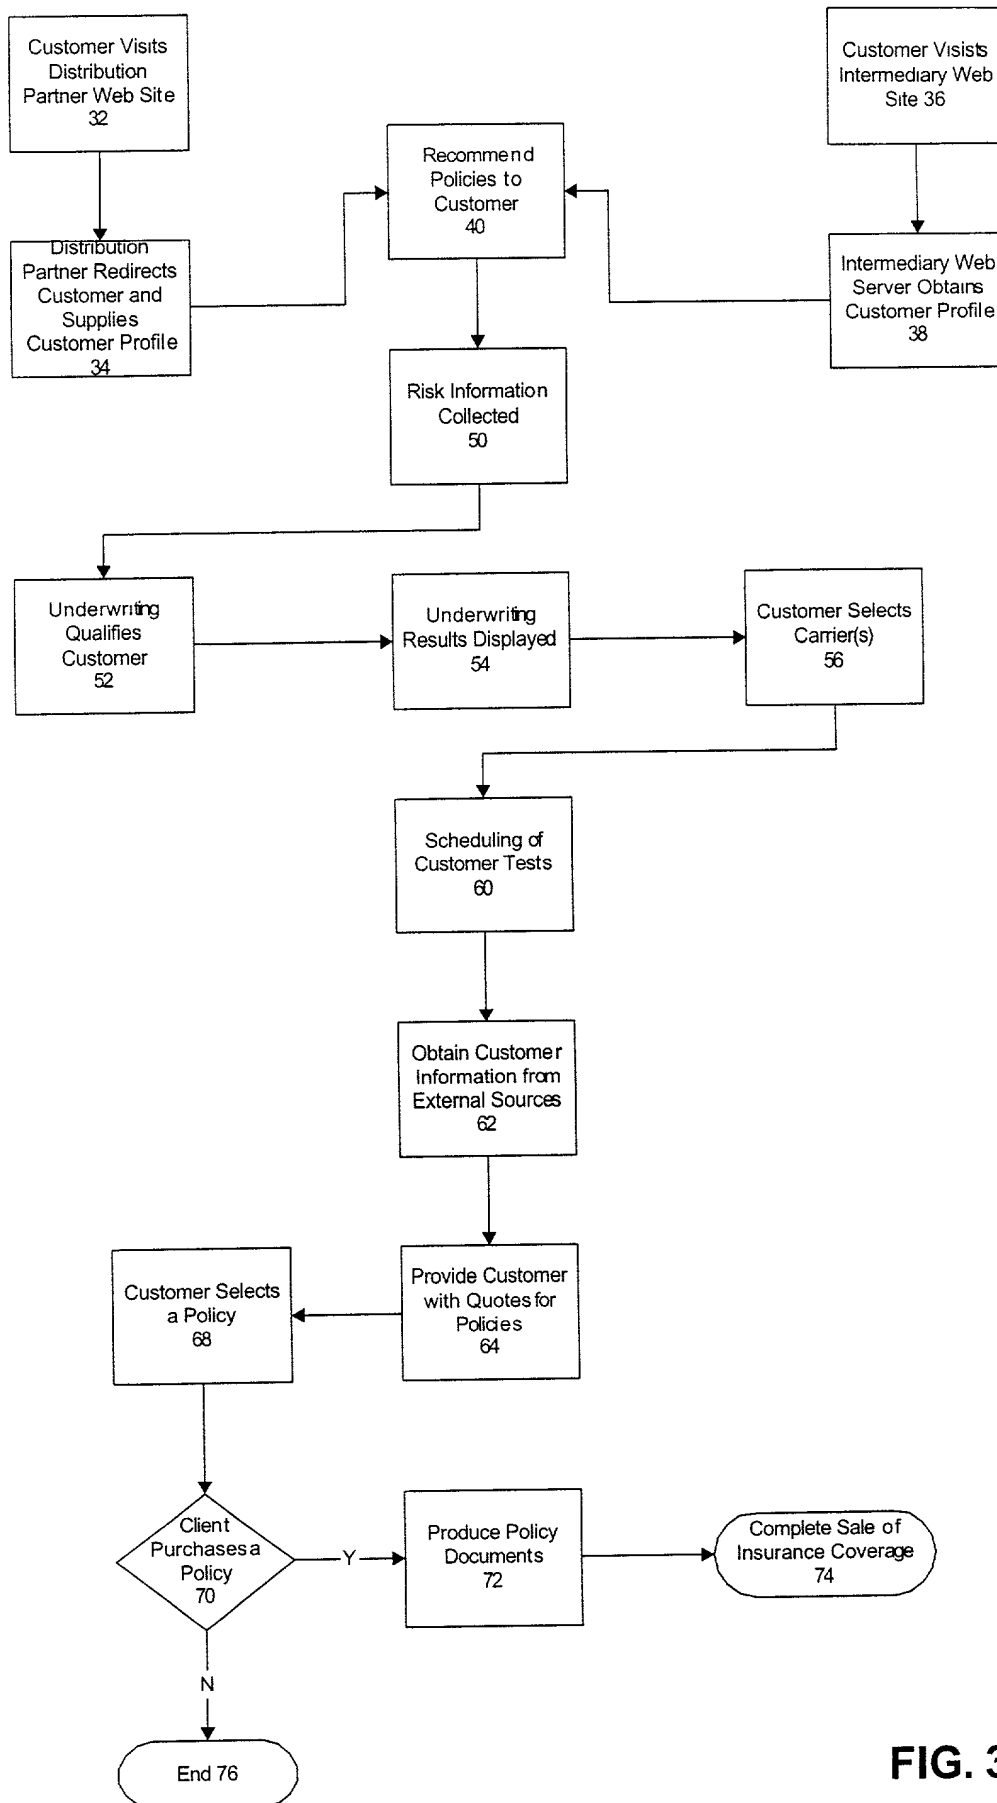 Customer Visits
Distribution
Partner Web Site
32
Customer Visists
Intermediary Web
Site 36
Recommend
Policies to
Customer
40
Distribution
Partner Redirects
Customer and
Supplies
Customer Profile
34
Intermediary Web
Server Obtains
Customer Profile
38
Risk Information
Collected
50
Underwriting
Qualifies
Customer
52
Underwriting
Results Displayed
54
Customer Selects
Carrier(s)
56
Scheduling of
Customer Tests
60
Obtain Customer
Information from
External Sources
62
Provide Customer
with Quotes for
Policies
64
Customer Selects
a Policy
68
Client
Purchases a
Policy
70
Y
Produce Policy
Documents
72
Complete Sale of
Insurance Coverage
74
N
End 76
FIG. 3